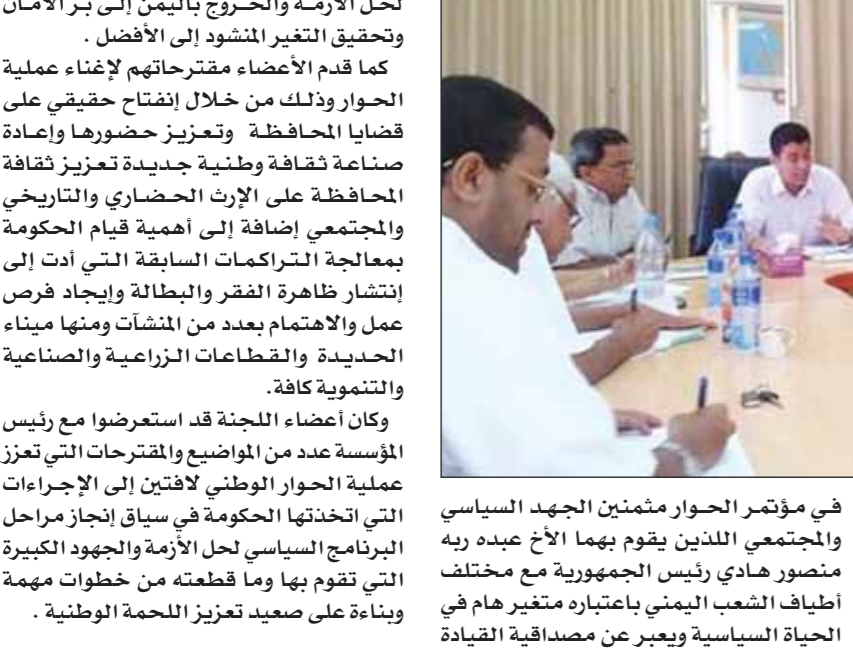 في مؤتمر الحوار مثمنين الجهد السياسي
والمجتمعي اللذين يقوم بهما الأخ عبده ربه
منصور هادي رئيس الجمهورية مع مختلف
أطياف الشعب اليمني باعتباره متغير هام في
الحياة السياسية ويعبر عن مصداقية القيادة
لحل الأزمة والخروج باليمن إلى بر الأمان
وتحقيق التغير المنشود إلى الأفضل .
كما قدم الأعضاء مقترحاتهم لإغناء عملية
الحوار وذلك من خلال إنفتاح حقيقي على
قضايا المحافظة وتعزيز حضورها وإعادة
صناعة ثقافة وطنية جديدة تعزيز ثقافة
المحافظة على الإرث الحضاري والتاريخي
والمجتمعي إضافة إلى أهمية قيام الحكومة
بمعالجة التراكمات السابقة التي أدت إلى
إنتشار ظاهرة الفقر والبطالة وإيجاد فرص
عمل والاهتمام بعدد من المنشآت ومنها ميناء
الحديدة والقطاعات الزراعية والصناعية
والتنموية كافة.
وكان أعضاء اللجنة قد استعرضوا مع رئيس
المؤسسة عدد من المواضيع والمقترحات التي تعزز
عملية الحوار الوطني لافتين إلى الإجراءات
التي اتخذتها الحكومة في سياق إنجاز مراحل
البرنامج السياسي لحل الأزمة والجهود الكبيرة
التي تقوم بها وما قطعته من خطوات مهمة
وبناءة على صعيد تعزيز اللحمة الوطنية .